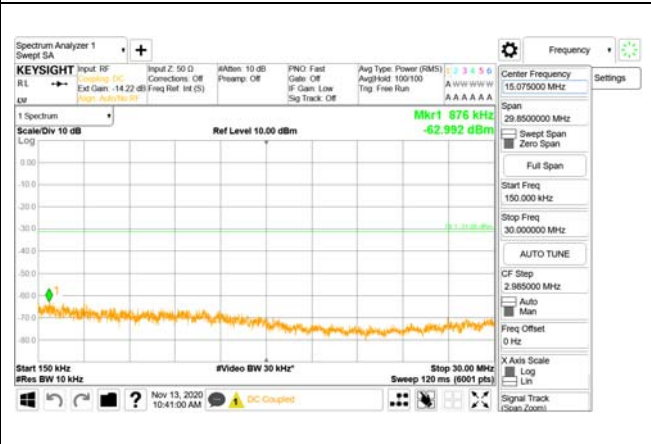 Spectrum Analyzer 1
Swept SA
Frequency
KEYSIGHT
RL
Input: RF
Coupling: DC
Ext Gain: -14.22 dB
Align: Auto/No RF
Input Z: 50 Ω
Corrections: Off
Freq Ref: Int (S)
#Atten: 10 dB
Preamp: Off
PNO: Fast
Gate: Off
IF Gain: Low
Sig Track: Off
Avg Type: Power (RMS)
Avg|Hold: 100/100
Trig: Free Run
1 2 3 4 5 6
A W W W W W
A A A A A A
Center Frequency
15.075000 MHz
Settings
1 Spectrum
Scale/Div 10 dB
Log
Ref Level 10.00 dBm
Mkr1 876 kHz
-62.992 dBm
Span
29.8500000 MHz
Swept Span
Zero Span
Full Span
Start Freq
150.000 kHz
Stop Freq
30.000000 MHz
AUTO TUNE
CF Step
2.985000 MHz
Auto
Man
Freq Offset
0 Hz
X Axis Scale
Log
Lin
Signal Track
(Span Zoom)
0.00
-10.0
-20.0
-30.0
-40.0
-50.0
-60.0
-70.0
-80.0
1
Start 150 kHz
#Res BW 10 kHz
#Video BW 30 kHz*
Stop 30.00 MHz
Sweep 120 ms (6001 pts)
?
Nov 13, 2020
10:41:00 AM
1
DC Coupled